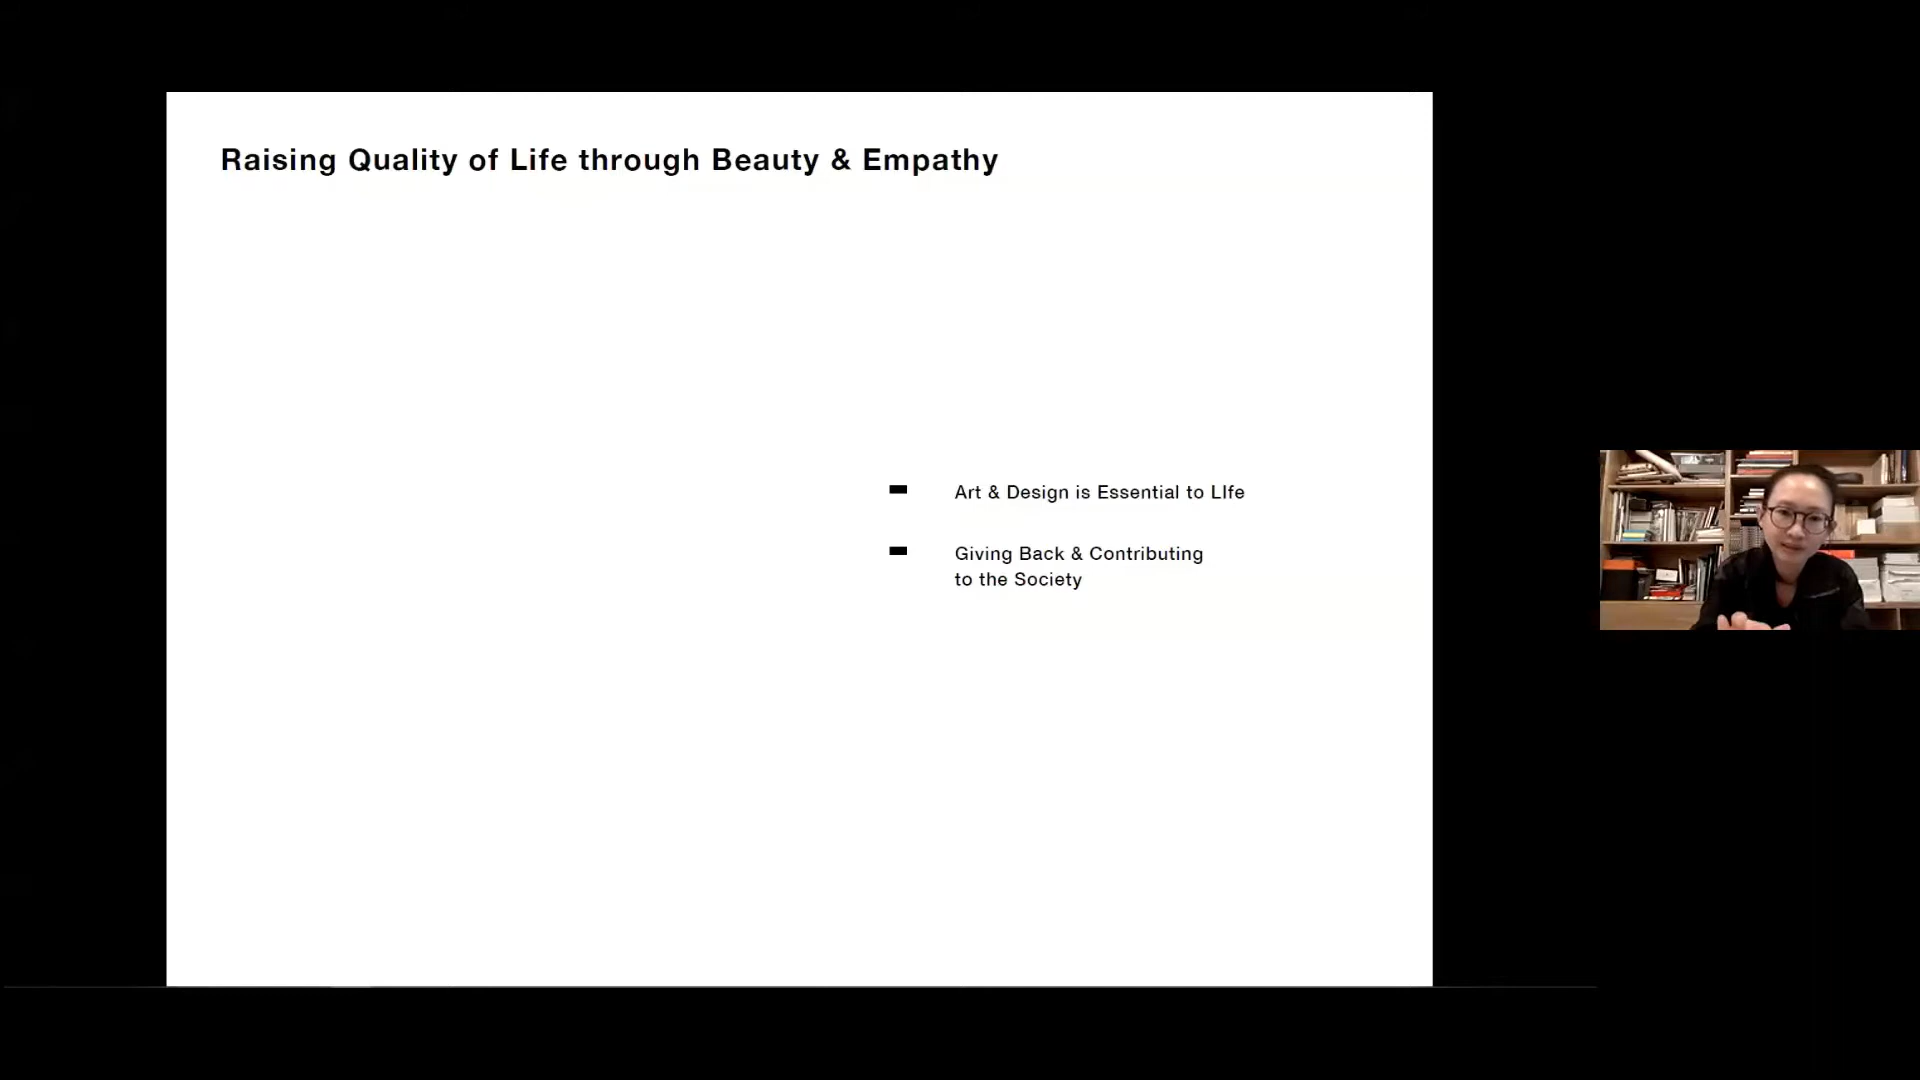 Raising Quality of Life through Beauty & Empathy
Art & Design is Essential to LIfe
Giving Back & Contributing
to the Society